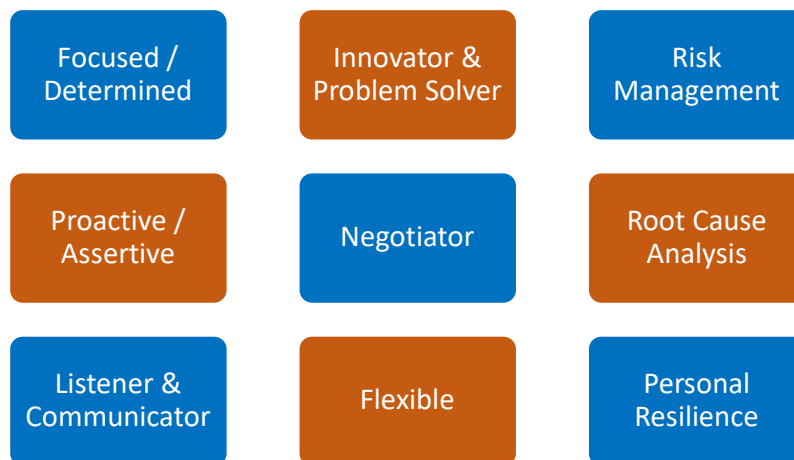 Focused /
Determined
Innovator &
Problem Solver
Risk
Management
Proactive /
Assertive
Negotiator
Root Cause
Analysis
Listener &
Communicator
Flexible
Personal
Resilience